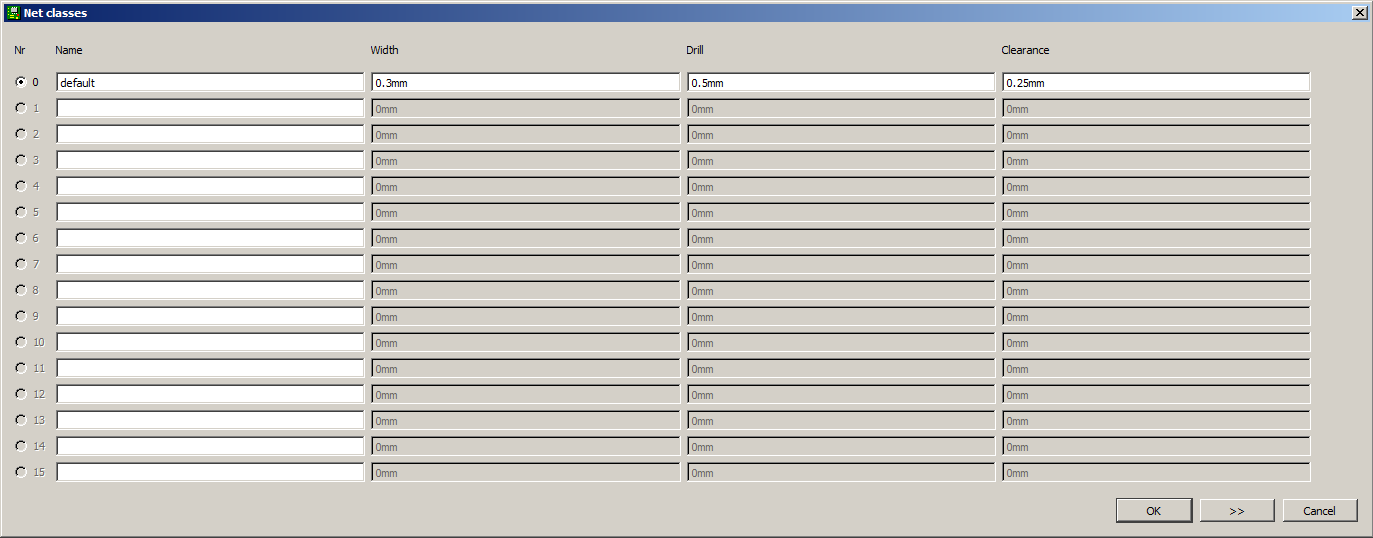 Net classes
Nr Name Width Drill Clearance
0 default 0.3mm 0.5mm 0.25mm
1 0mm 0mm 0mm
2 0mm 0mm 0mm
3 0mm 0mm 0mm
4 0mm 0mm 0mm
5 0mm 0mm 0mm
6 0mm 0mm 0mm
7 0mm 0mm 0mm
8 0mm 0mm 0mm
9 0mm 0mm 0mm
10 0mm 0mm 0mm
11 0mm 0mm 0mm
12 0mm 0mm 0mm
13 0mm 0mm 0mm
14 0mm 0mm 0mm
15 0mm 0mm 0mm
OK >> Cancel